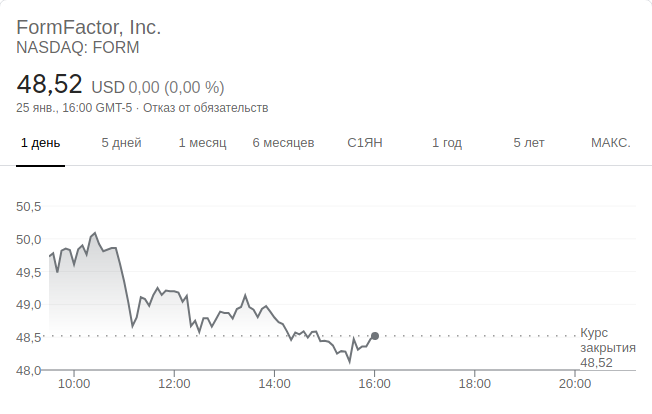 FormFactor, Inc.
NASDAQ: FORM
48,52 USD 0,00 (0,00 %)
25 янв., 16:00 GMT-5 · Отказ от обязательств
1 день 5 дней 1 месяц 6 месяцев С1ЯН 1 год 5 лет МАКС.
50,5
50,0
49,5
49,0
48,5
48,0
Курс
закрытия
48,52
10:00 12:00 14:00 16:00 18:00 20:00